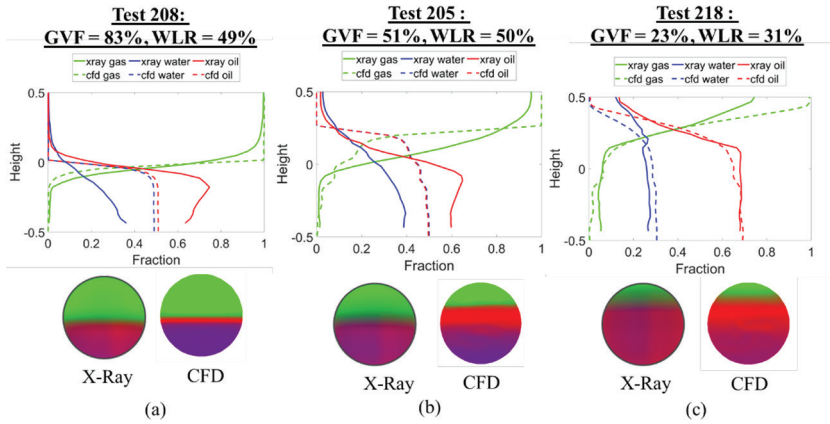 Test 208:
GVF = 83%, WLR = 49%
xray gas xray water xray oil
cfd gas cfd water cfd oil
0.5
0
-0.5
Height
0 0.2 0.4 0.6 0.8 1
Fraction
X-Ray CFD
(a)
Test 205 :
GVF = 51%, WLR = 50%
xray gas xray water xray oil
cfd gas cfd water cfd oil
0.5
0
-0.5
Height
0 0.2 0.4 0.6 0.8 1
Fraction
X-Ray CFD
(b)
Test 218 :
GVF = 23%, WLR = 31%
xray gas xray water xray oil
cfd gas cfd water cfd oil
0.5
0
-0.5
Height
0 0.2 0.4 0.6 0.8 1
Fraction
X-Ray CFD
(c)